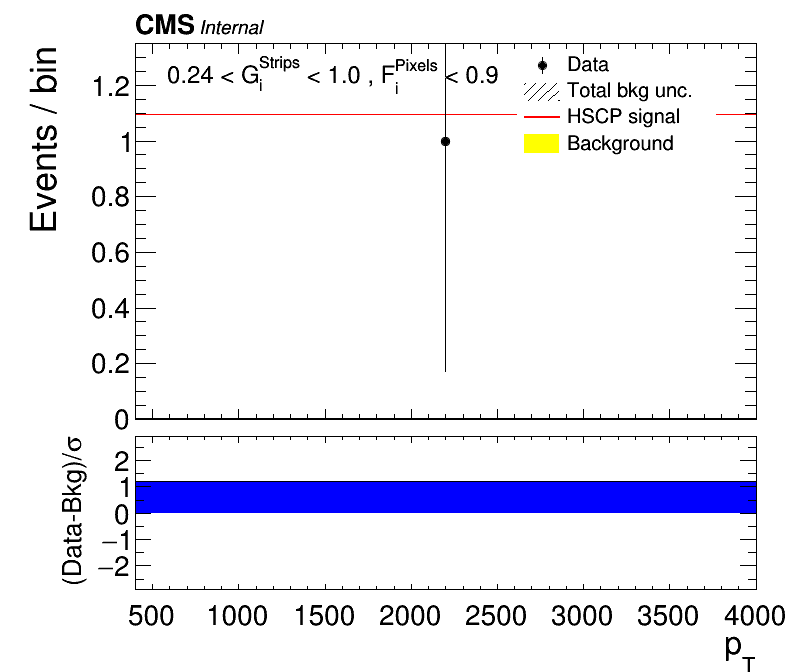 CMS Internal
0.24 < G_i^Strips < 1.0 , F_i^Pixels < 0.9
Data
Total bkg unc.
HSCP signal
Background
Events / bin
1.2
1
0.8
0.6
0.4
0.2
0
(Data-Bkg)/σ
2
1
0
−1
−2
500 1000 1500 2000 2500 3000 3500 4000
p_T